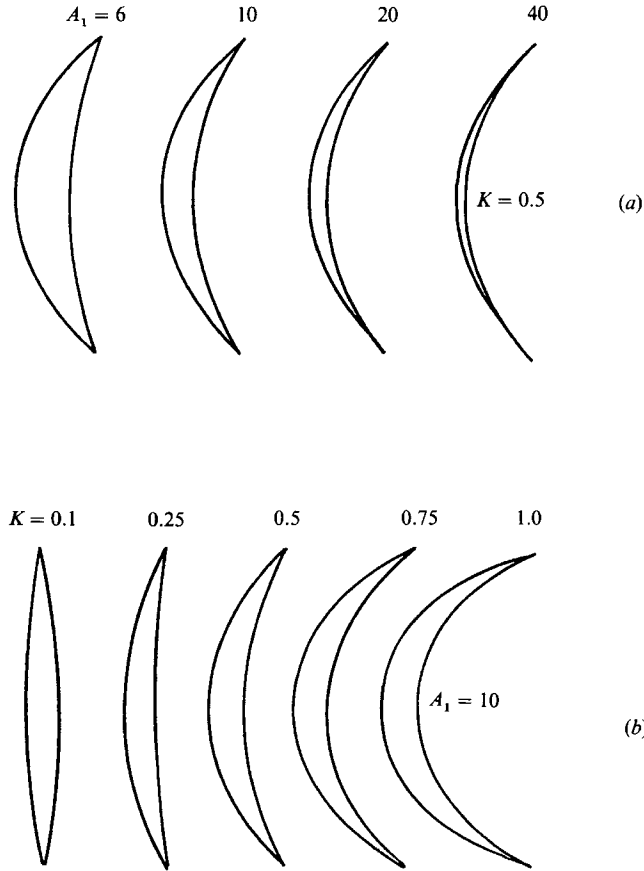 A₁ = 6 10 20 40
K = 0.5
(a)
K = 0.1 0.25 0.5 0.75 1.0
A₁ = 10
(b)